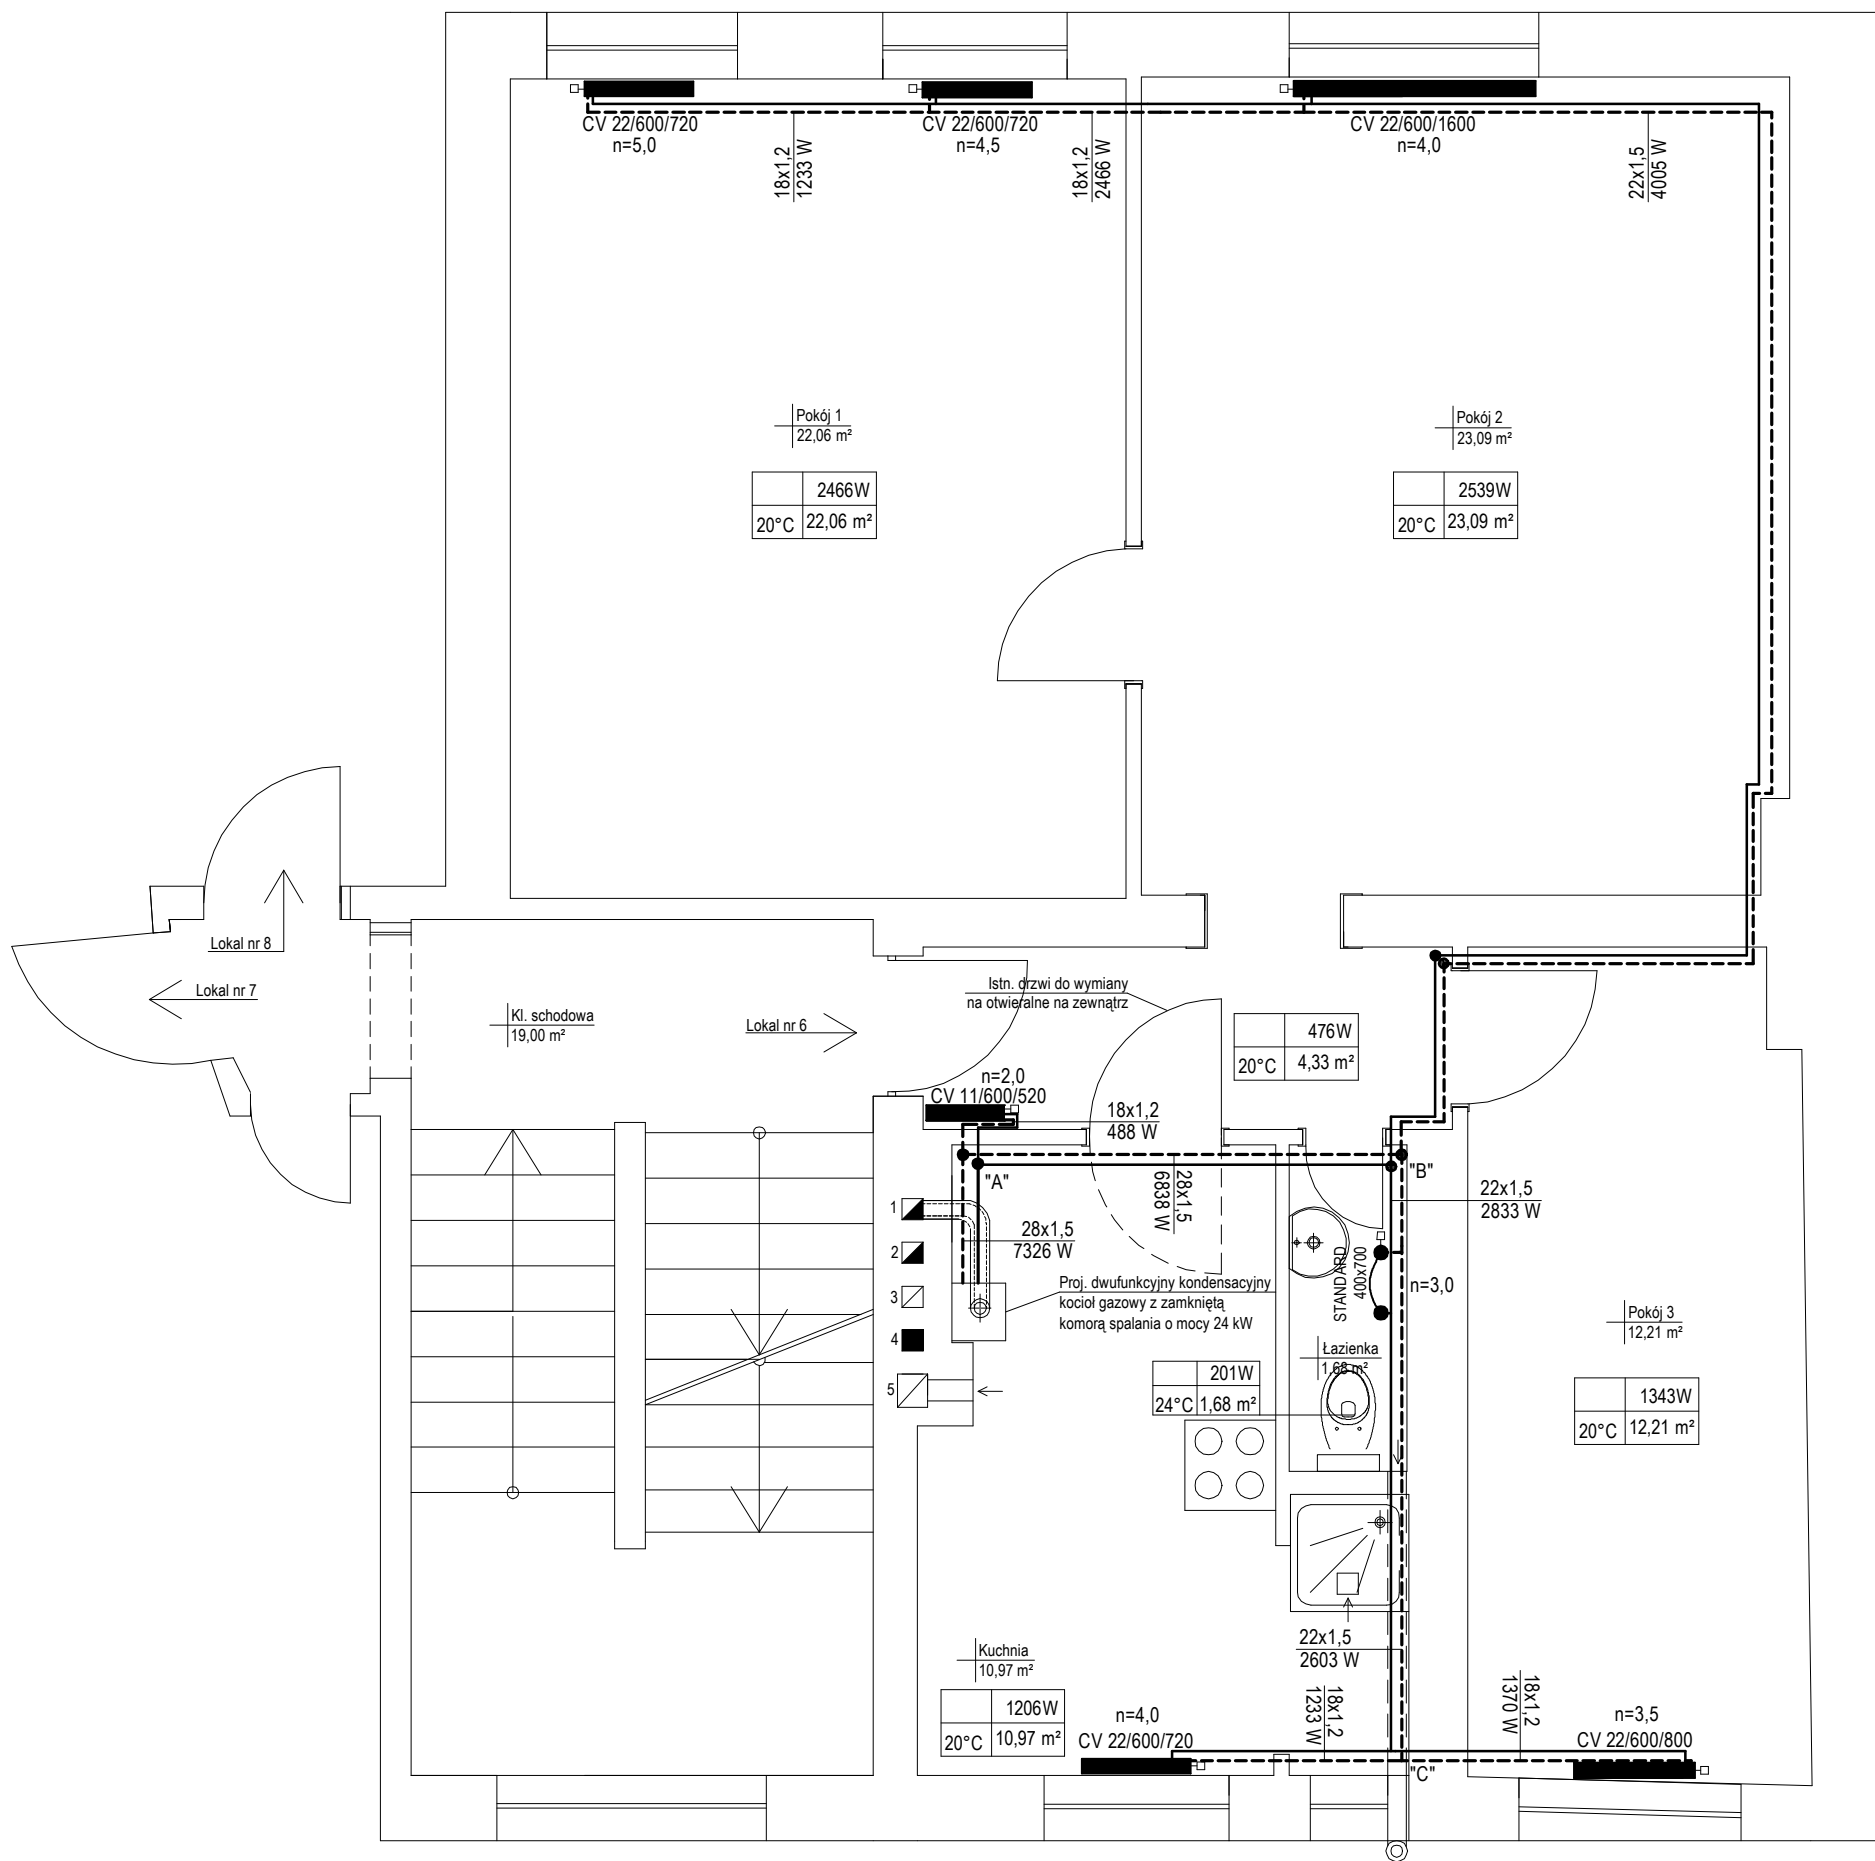 CV 22/600/720
n=5,0
18x1,2
1233 W
CV 22/600/720
n=4,5
18x1,2
2466 W
CV 22/600/1600
n=4,0
22x1,5
4005 W
Pokój 1
22,06 m²
2466W
20°C 22,06 m²
Pokój 2
23,09 m²
2539W
20°C 23,09 m²
Lokal nr 8
Lokal nr 7
Kl. schodowa
19,00 m²
Lokal nr 6
Istn. drzwi do wymiany
na otwieralne na zewnątrz
476W
20°C 4,33 m²
n=2,0
CV 11/600/520
18x1,2
488 W
"A"
28x1,5
6838 W
"B"
22x1,5
2833 W
1
2
3
4
5
28x1,5
7326 W
Proj. dwufunkcyjny kondensacyjny
kocioł gazowy z zamkniętą
komorą spalania o mocy 24 kW
STANDARD
400x700
n=3,0
Łazienka
1,68 m²
201W
24°C 1,68 m²
Pokój 3
12,21 m²
1343W
20°C 12,21 m²
Kuchnia
10,97 m²
1206W
20°C 10,97 m²
22x1,5
2603 W
n=4,0
CV 22/600/720
18x1,2
1233 W
18x1,2
1370 W
n=3,5
CV 22/600/800
"C"